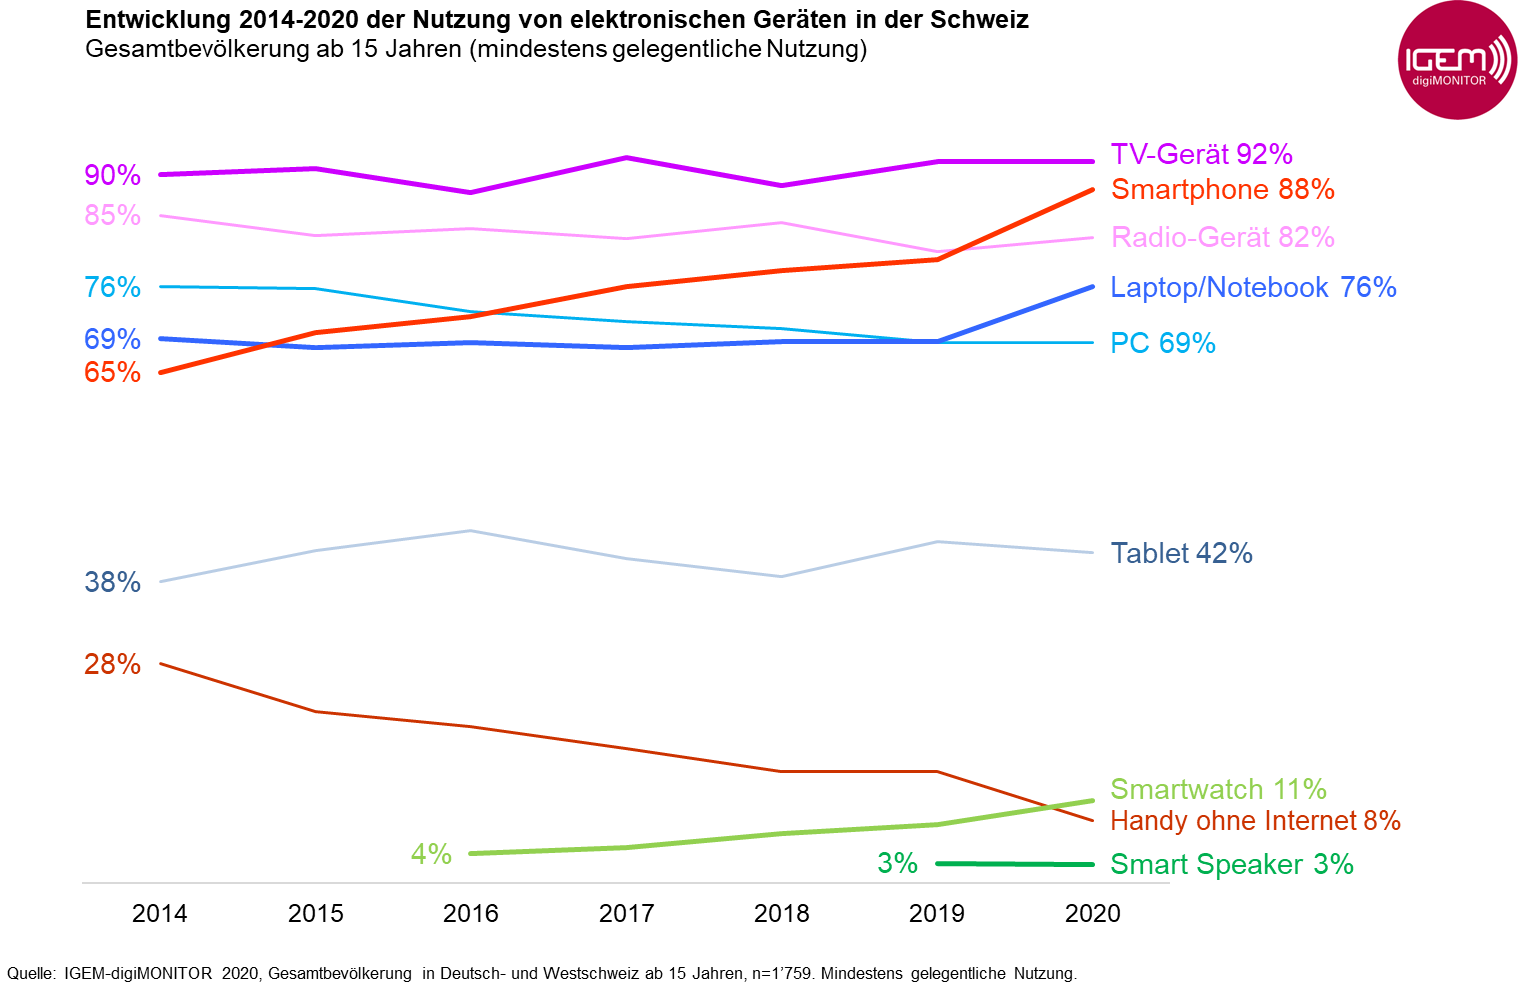 Entwicklung 2014-2020 der Nutzung von elektronischen Geräten in der Schweiz
Gesamtbevölkerung ab 15 Jahren (mindestens gelegentliche Nutzung)
IGEM
digiMONITOR
90%
TV-Gerät 92%
Smartphone 88%
85%
Radio-Gerät 82%
76%
Laptop/Notebook 76%
69%
PC 69%
65%
38%
Tablet 42%
28%
Smartwatch 11%
Handy ohne Internet 8%
4%
3%
Smart Speaker 3%
2014 2015 2016 2017 2018 2019 2020
Quelle: IGEM-digiMONITOR 2020, Gesamtbevölkerung in Deutsch- und Westschweiz ab 15 Jahren, n=1’759. Mindestens gelegentliche Nutzung.